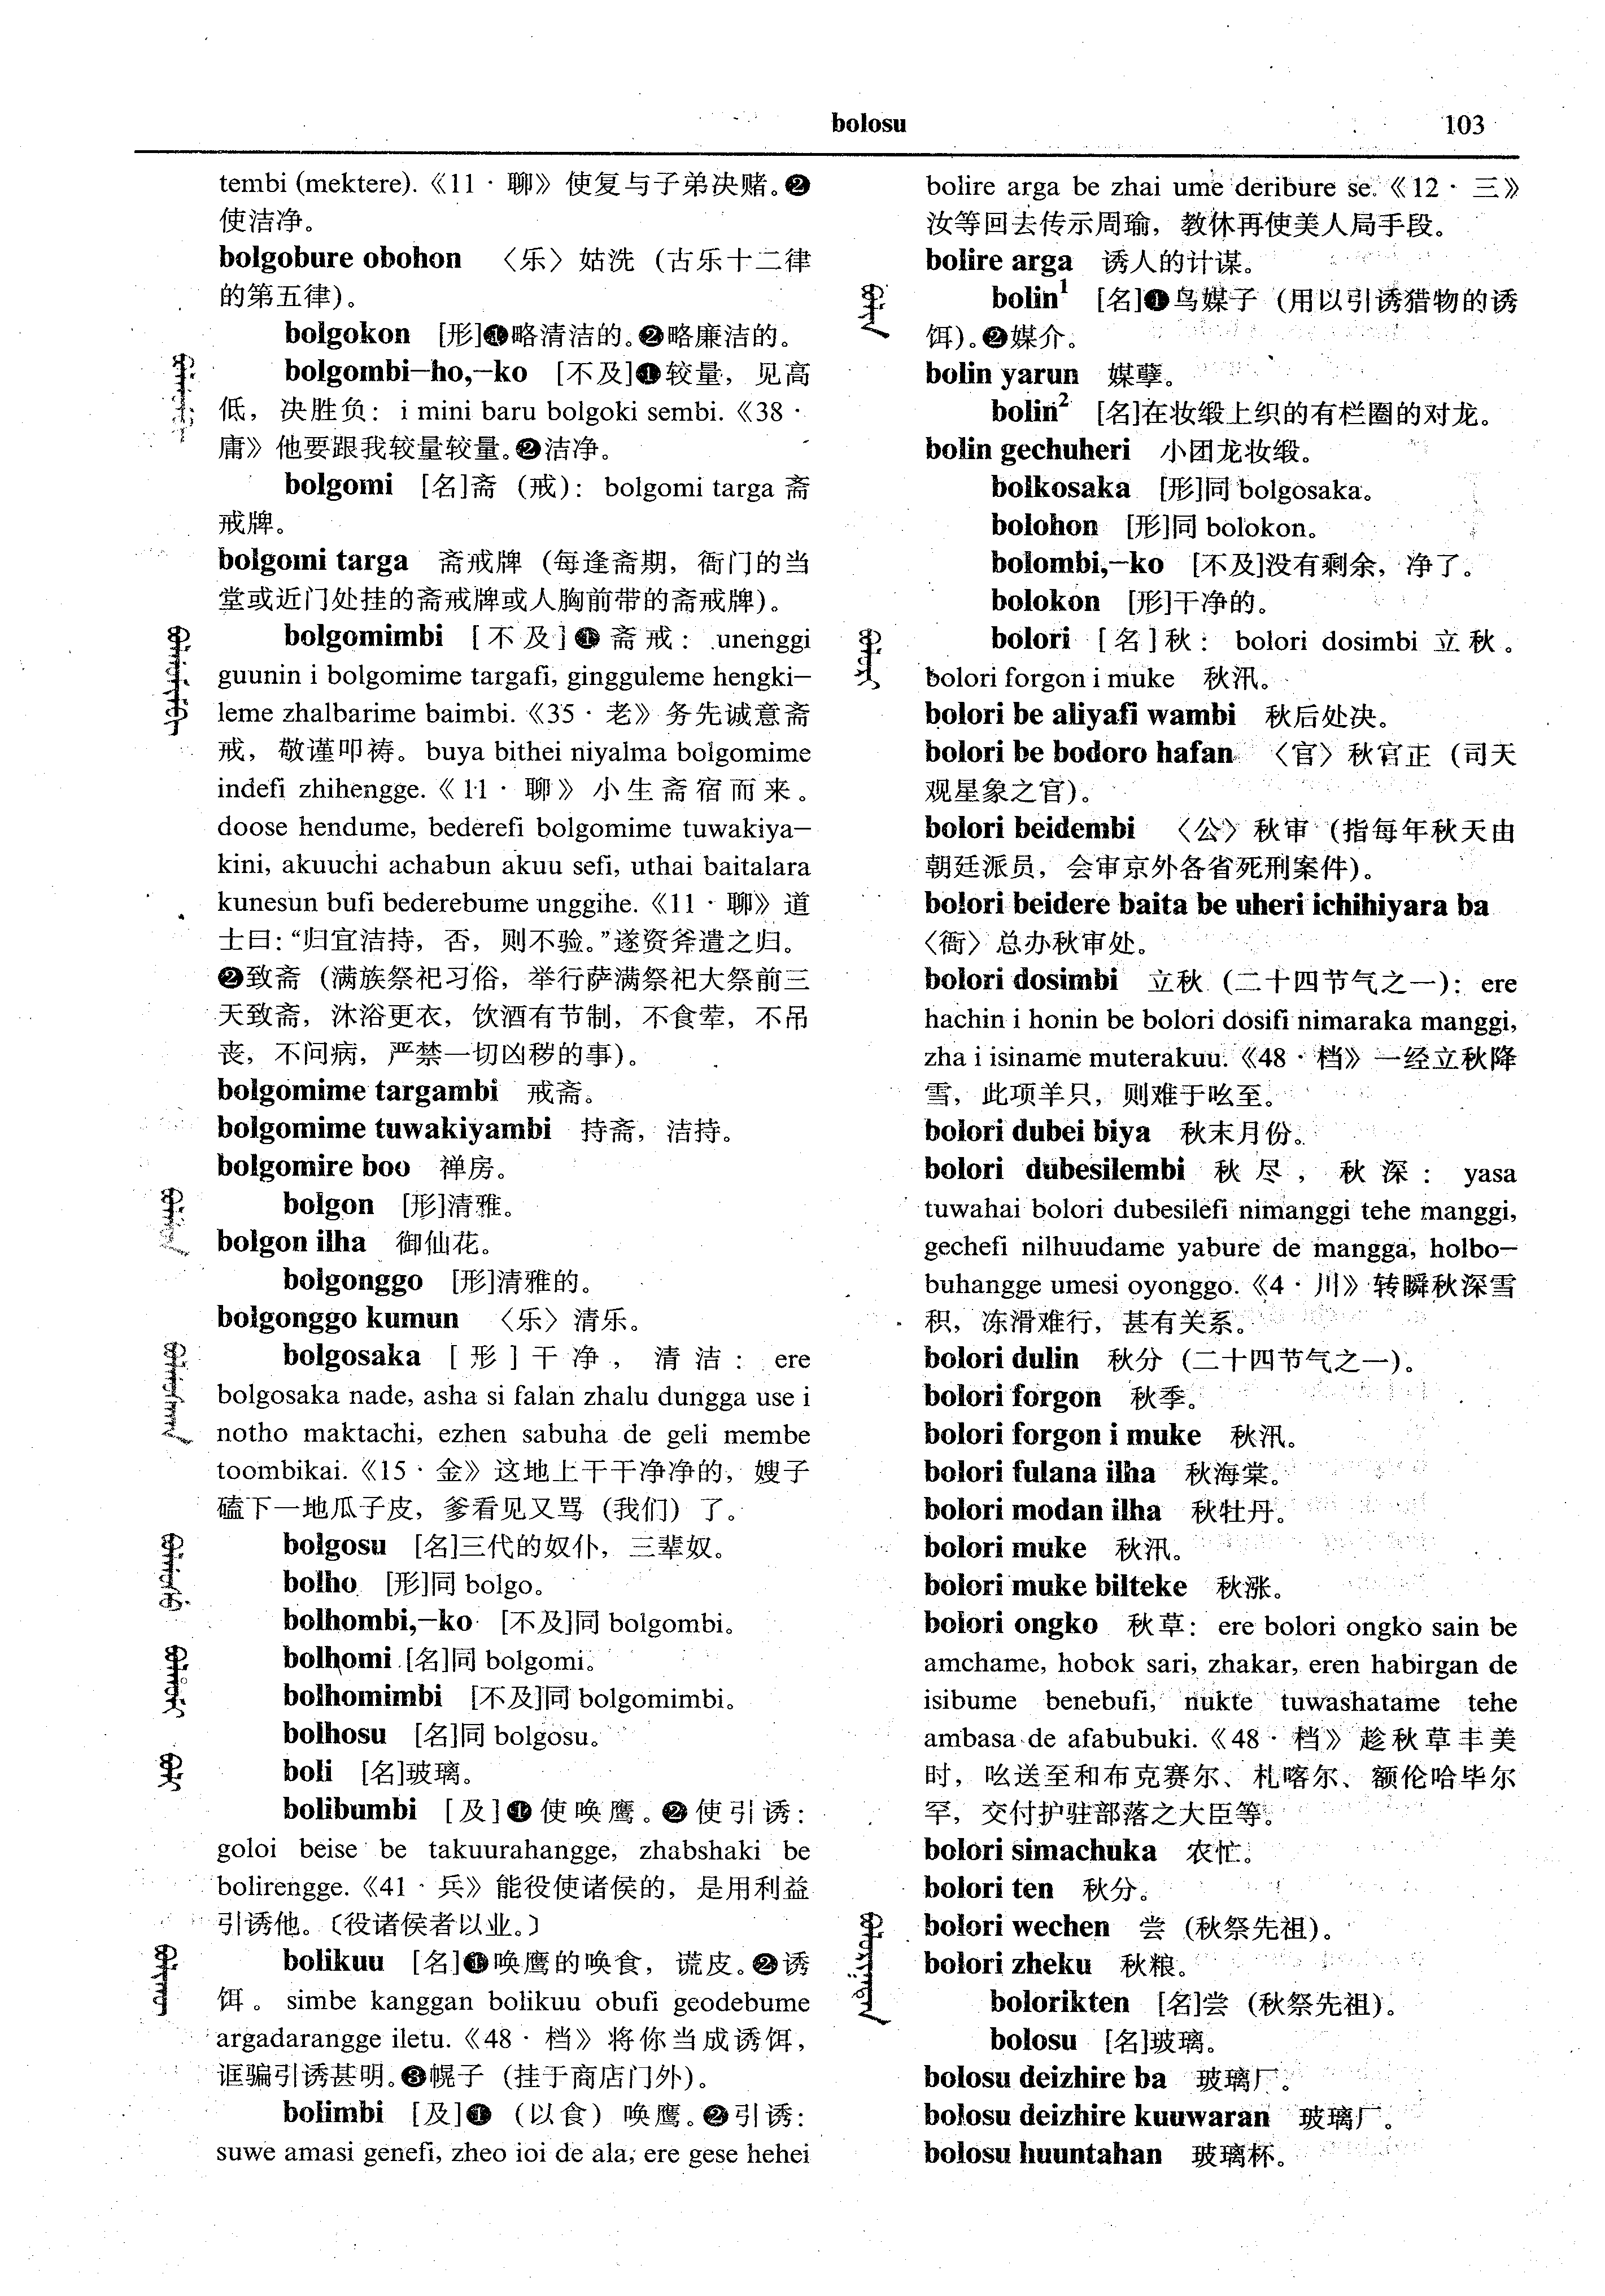 bolosu
103
tembi (mektere).《11 · 聊》使复与子弟决赌。❷
使洁净。
bolgobure obohon 〈乐〉姑洗（古乐十二律
的第五律）。
bolgokon [形]❶略清洁的。❷略廉洁的。
bolgombi-ho,-ko [不及]❶较量，见高
低，决胜负：i mini baru bolgoki sembi.《38 ·
庸》他要跟我较量较量。❷洁净。
bolgomi [名]斋（戒）：bolgomi targa 斋
戒牌。
bolgomi targa 斋戒牌（每逢斋期，衙门的当
堂或近门处挂的斋戒牌或人胸前带的斋戒牌）。
bolgomimbi [不及]❶斋戒：unenggi
guunin i bolgomime targafi, gingguleme hengki-
leme zhalbarime baimbi.《35 · 老》务先诚意斋
戒，敬谨叩祷。buya bithei niyalma bolgomime
indefi zhihengge.《11 · 聊》小生斋宿而来。
doose hendume, bederefi bolgomime tuwakiya-
kini, akuuchi achabun akuu sefi, uthai baitalara
kunesun bufi bederebume unggihe.《11 · 聊》道
士曰：“归宜洁持，否，则不验。”遂资斧遣之归。
❷致斋（满族祭祀习俗，举行萨满祭祀大祭前三
天致斋，沐浴更衣，饮酒有节制，不食荤，不吊
丧，不问病，严禁一切凶秽的事）。
bolgomime targambi 戒斋。
bolgomime tuwakiyambi 持斋，洁持。
bolgomire boo 禅房。
bolgon [形]清雅。
bolgon ilha 御仙花。
bolgonggo [形]清雅的。
bolgonggo kumun 〈乐〉清乐。
bolgosaka [形]干净，清洁：ere
bolgosaka nade, asha si falan zhalu dungga use i
notho maktachi, ezhen sabuha de geli membe
toombikai.《15 · 金》这地上干干净净的，嫂子
磕下一地瓜子皮，爹看见又骂（我们）了。
bolgosu [名]三代的奴仆，三辈奴。
bolho [形]同 bolgo。
bolhombi,-ko [不及]同 bolgombi。
bolhomi [名]同 bolgomi。
bolhomimbi [不及]同 bolgomimbi。
bolhosu [名]同 bolgosu。
boli [名]玻璃。
bolibumbi [及]❶使唤鹰。❷使引诱：
goloi beise be takuurahangge, zhabshaki be
bolirengge.《41 · 兵》能役使诸侯的，是用利益
引诱他。〔役诸侯者以业。〕
bolikuu [名]❶唤鹰的唤食，谎皮。❷诱
饵。simbe kanggan bolikuu obufi geodebume
argadarangge iletu.《48 · 档》将你当成诱饵，
诓骗引诱甚明。❸幌子（挂于商店门外）。
bolimbi [及]❶（以食）唤鹰。❷引诱：
suwe amasi genefi, zheo ioi de ala, ere gese hehei
bolire arga be zhai ume deribure se.《12 · 三》
汝等回去传示周瑜，教休再使美人局手段。
bolire arga 诱人的计谋。
bolin¹ [名]❶鸟媒子（用以引诱猎物的诱
饵）。❷媒介。
bolin yarun 媒孽。
bolin² [名]在妆缎上织的有栏圈的对龙。
bolin gechuheri 小团龙妆缎。
bolkosaka [形]同 bolgosaka。
bolohon [形]同 bolokon。
bolombi,-ko [不及]没有剩余，净了。
bolokon [形]干净的。
bolori [名]秋：bolori dosimbi 立秋。
bolori forgon i muke 秋汛。
bolori be aliyafi wambi 秋后处决。
bolori be bodoro hafan 〈官〉秋官正（司天
观星象之官）。
bolori beidembi 〈公〉秋审（指每年秋天由
朝廷派员，会审京外各省死刑案件）。
bolori beidere baita be uheri ichihiyara ba
〈衙〉总办秋审处。
bolori dosimbi 立秋（二十四节气之一）：ere
hachin i honin be bolori dosifi nimaraka manggi,
zha i isiname muterakuu.《48 · 档》一经立秋降
雪，此项羊只，则难于吆至。
bolori dubei biya 秋末月份。
bolori dubesilembi 秋尽，秋深：yasa
tuwahai bolori dubesilefi nimanggi tehe manggi,
gechefi nilhuudame yabure de mangga, holbo-
buhangge umesi oyonggo.《4 · 川》转瞬秋深雪
积，冻滑难行，甚有关系。
bolori dulin 秋分（二十四节气之一）。
bolori forgon 秋季。
bolori forgon i muke 秋汛。
bolori fulana ilha 秋海棠。
bolori modan ilha 秋牡丹。
bolori muke 秋汛。
bolori muke bilteke 秋涨。
bolori ongko 秋草：ere bolori ongko sain be
amchame, hobok sari, zhakar, eren habirgan de
isibume benebufi, nukte tuwashatame tehe
ambasa de afabubuki.《48 · 档》趁秋草丰美
时，吆送至和布克赛尔、札喀尔、额伦哈毕尔
罕，交付护驻部落之大臣等。
bolori simachuka 农忙。
bolori ten 秋分。
bolori wechen 尝（秋祭先祖）。
bolori zheku 秋粮。
bolorikten [名]尝（秋祭先祖）。
bolosu [名]玻璃。
bolosu deizhire ba 玻璃厂。
bolosu deizhire kuuwaran 玻璃厂。
bolosu huuntahan 玻璃杯。